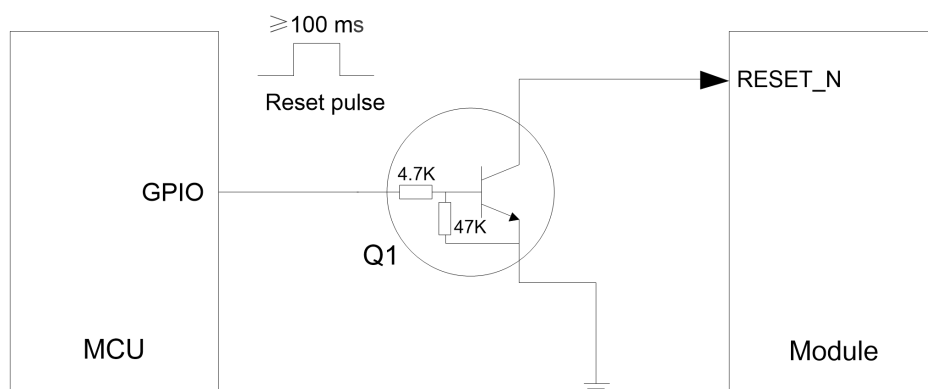 ≥100 ms
Reset pulse
RESET_N
4.7K
GPIO
47K
Q1
MCU
Module